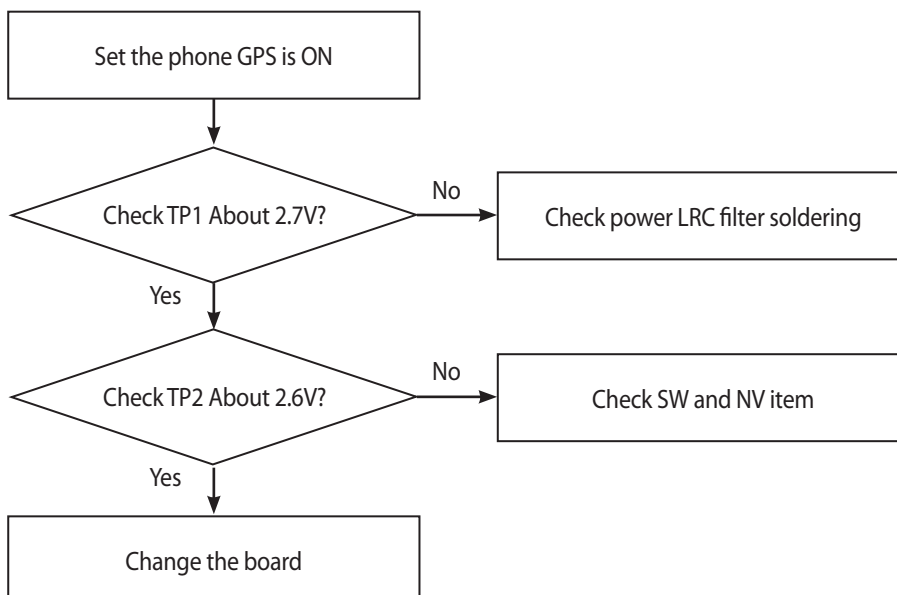 Set the phone GPS is ON
Check TP1 About 2.7V?
No
Check power LRC filter soldering
Yes
Check TP2 About 2.6V?
No
Check SW and NV item
Yes
Change the board